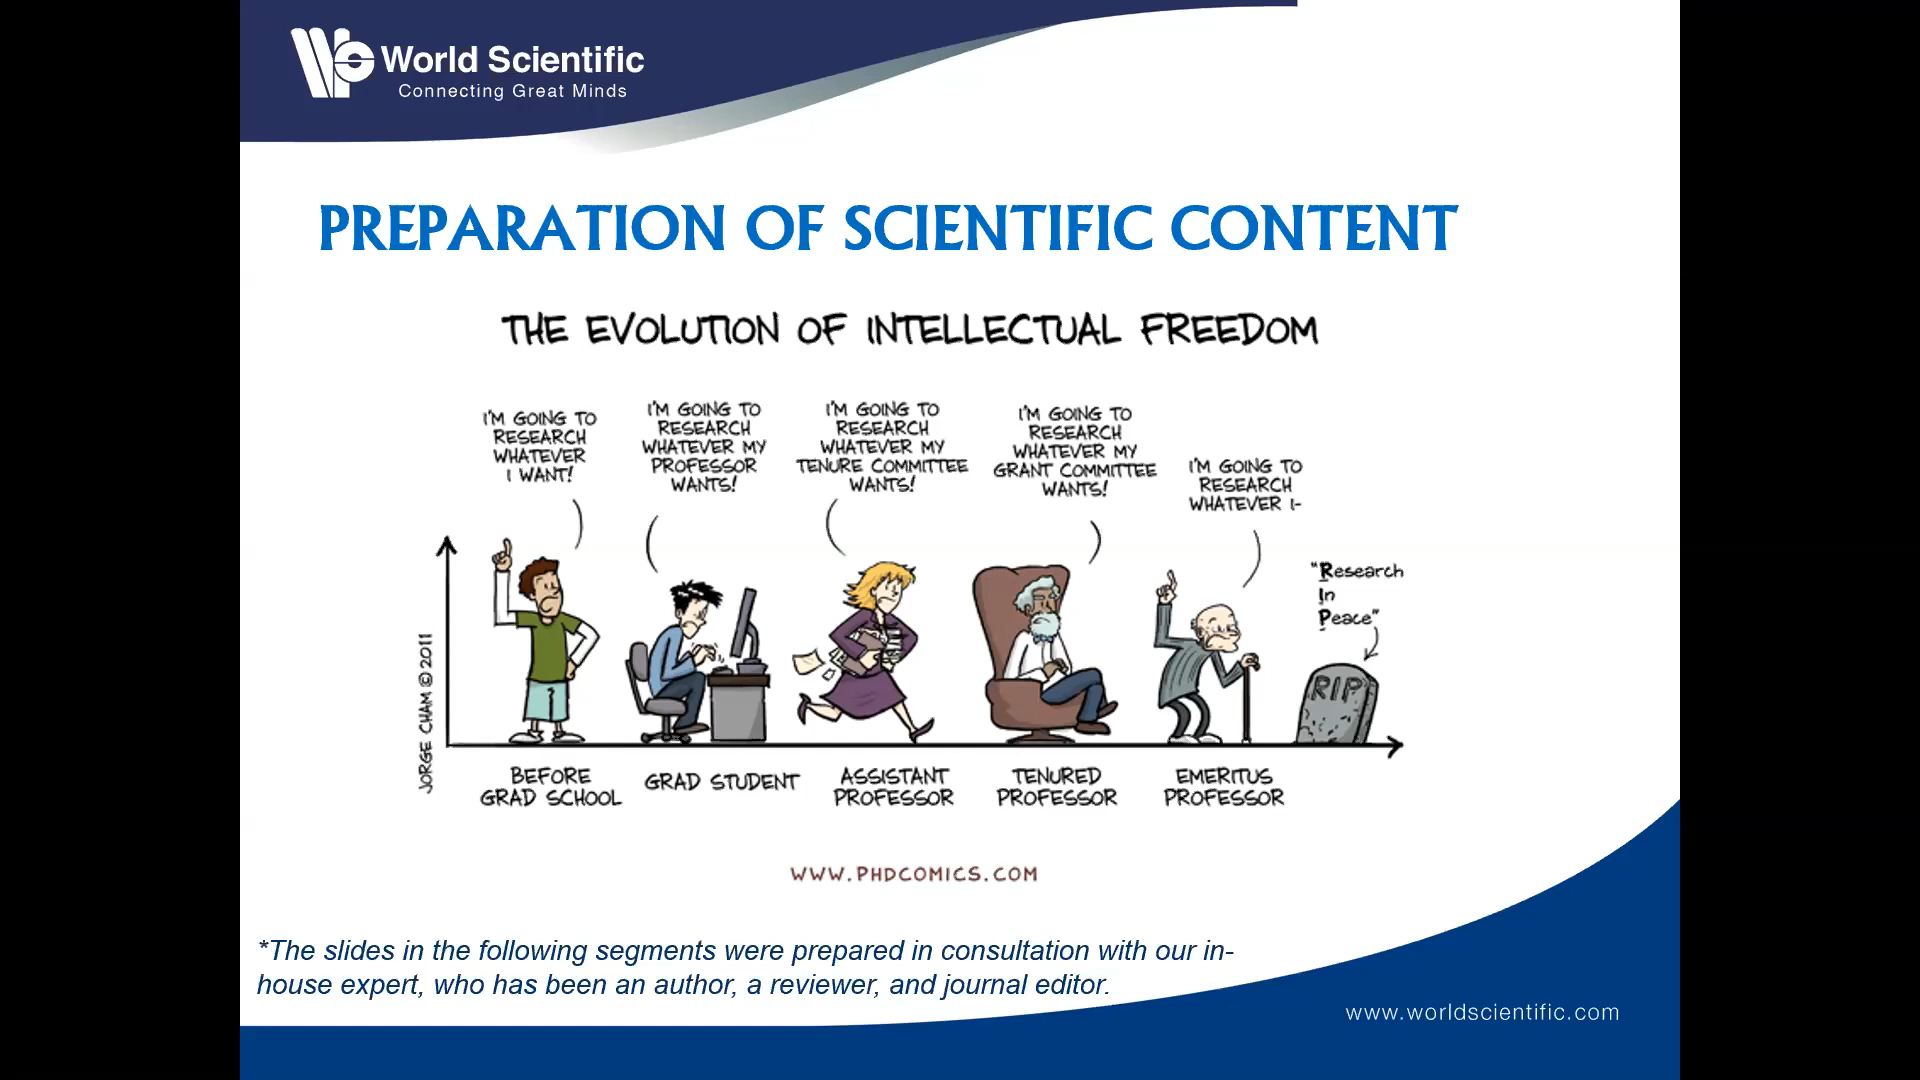 World Scientific
Connecting Great Minds
PREPARATION OF SCIENTIFIC CONTENT
THE EVOLUTION OF INTELLECTUAL FREEDOM
I'M GOING TO
RESEARCH
WHATEVER
I WANT!
I'M GOING TO
RESEARCH
WHATEVER MY
PROFESSOR
WANTS!
I'M GOING TO
RESEARCH
WHATEVER MY
TENURE COMMITTEE
WANTS!
I'M GOING TO
RESEARCH
WHATEVER MY
GRANT COMMITTEE
WANTS!
I'M GOING TO
RESEARCH
WHATEVER I-
"Research
In
Peace"
RIP
JORGE CHAM © 2011
BEFORE
GRAD SCHOOL
GRAD STUDENT
ASSISTANT
PROFESSOR
TENURED
PROFESSOR
EMERITUS
PROFESSOR
WWW.PHDCOMICS.COM
*The slides in the following segments were prepared in consultation with our in-
house expert, who has been an author, a reviewer, and journal editor.
www.worldscientific.com